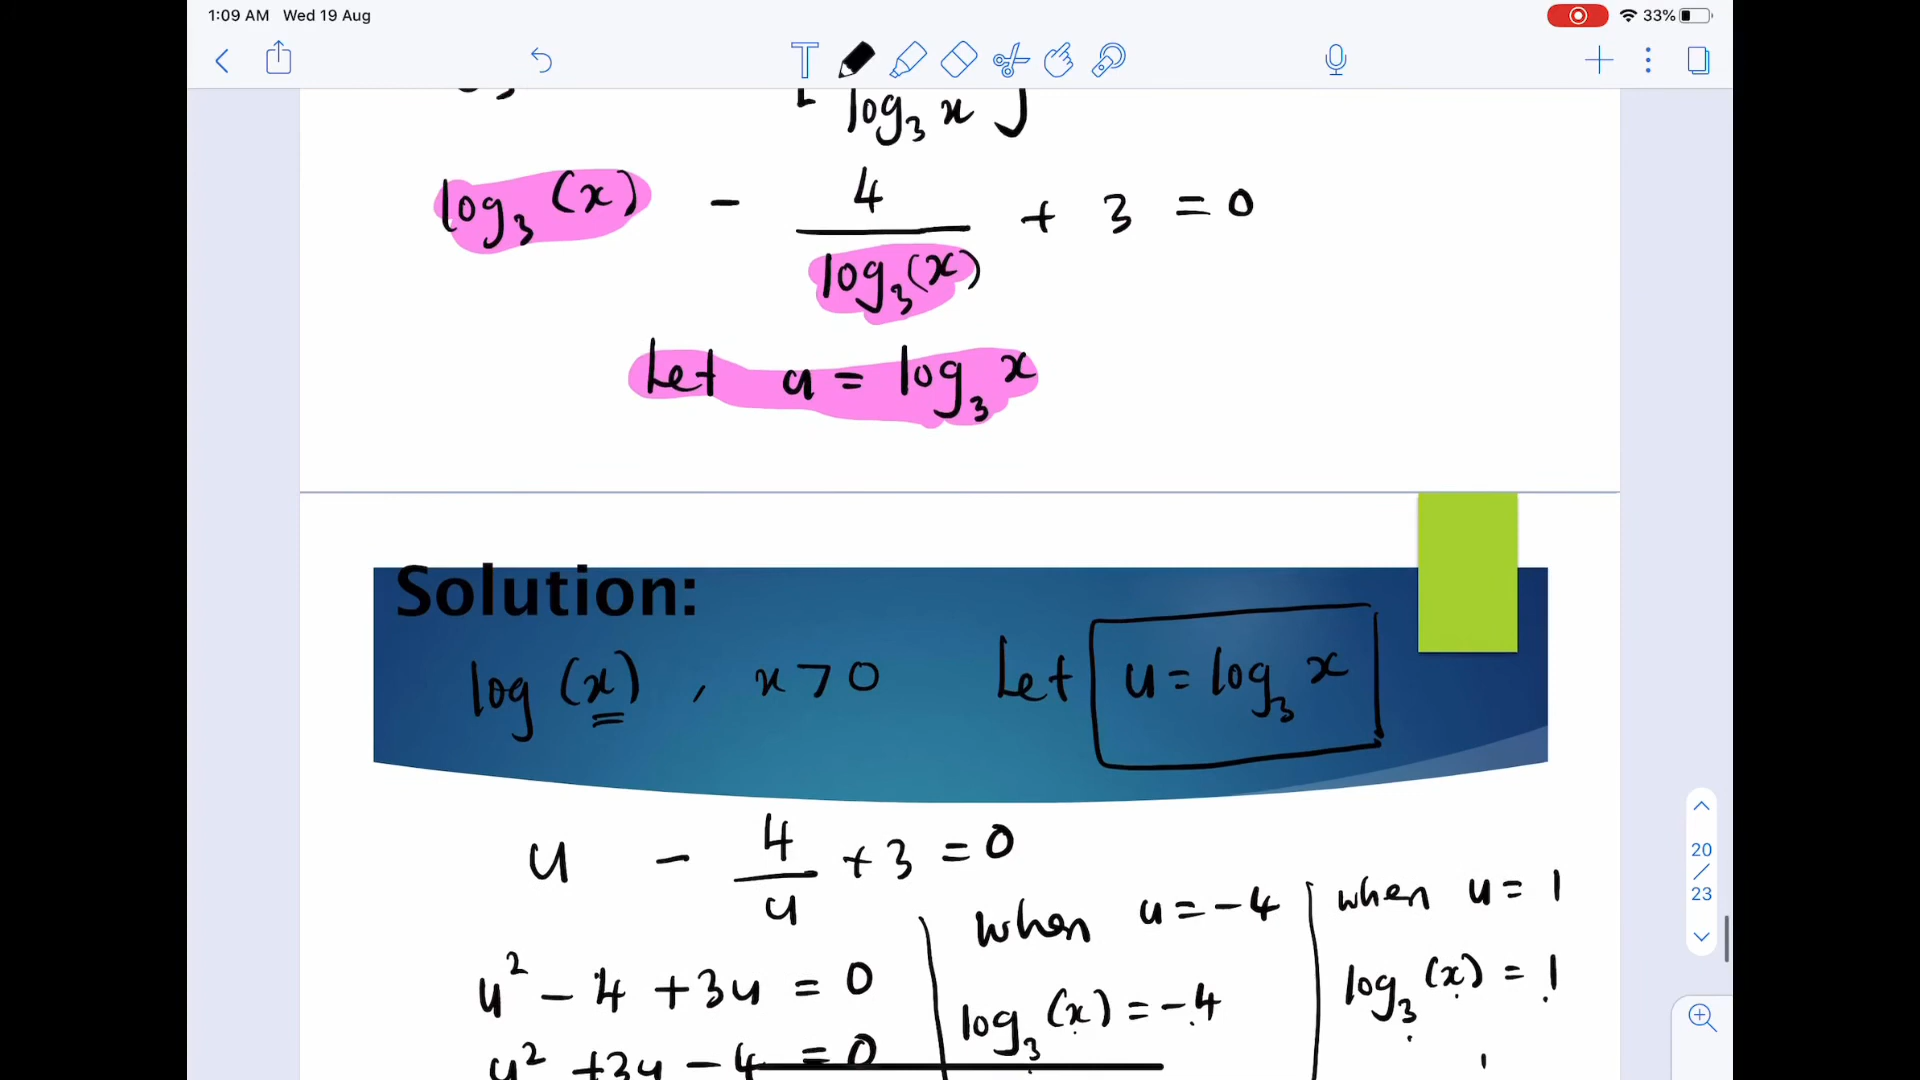 1:09 AM Wed 19 Aug 33%
log₃ x ]
log₃(x) - 4/log₃(x) + 3 = 0
Let u = log₃ x
Solution:
log (x) , x > 0 Let u = log₃ x
u - 4/u + 3 = 0
u² - 4 + 3u = 0
u² + 3u - 4 = 0
when u = -4
log₃(x) = -4
when u = 1
log₃(x) = 1
20
/
23